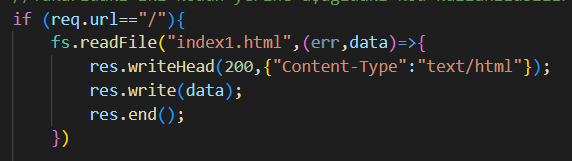 if (req.url=="/"){
fs.readFile("index1.html",(err,data)=>{
res.writeHead(200,{"Content-Type":"text/html"});
res.write(data);
res.end();
})